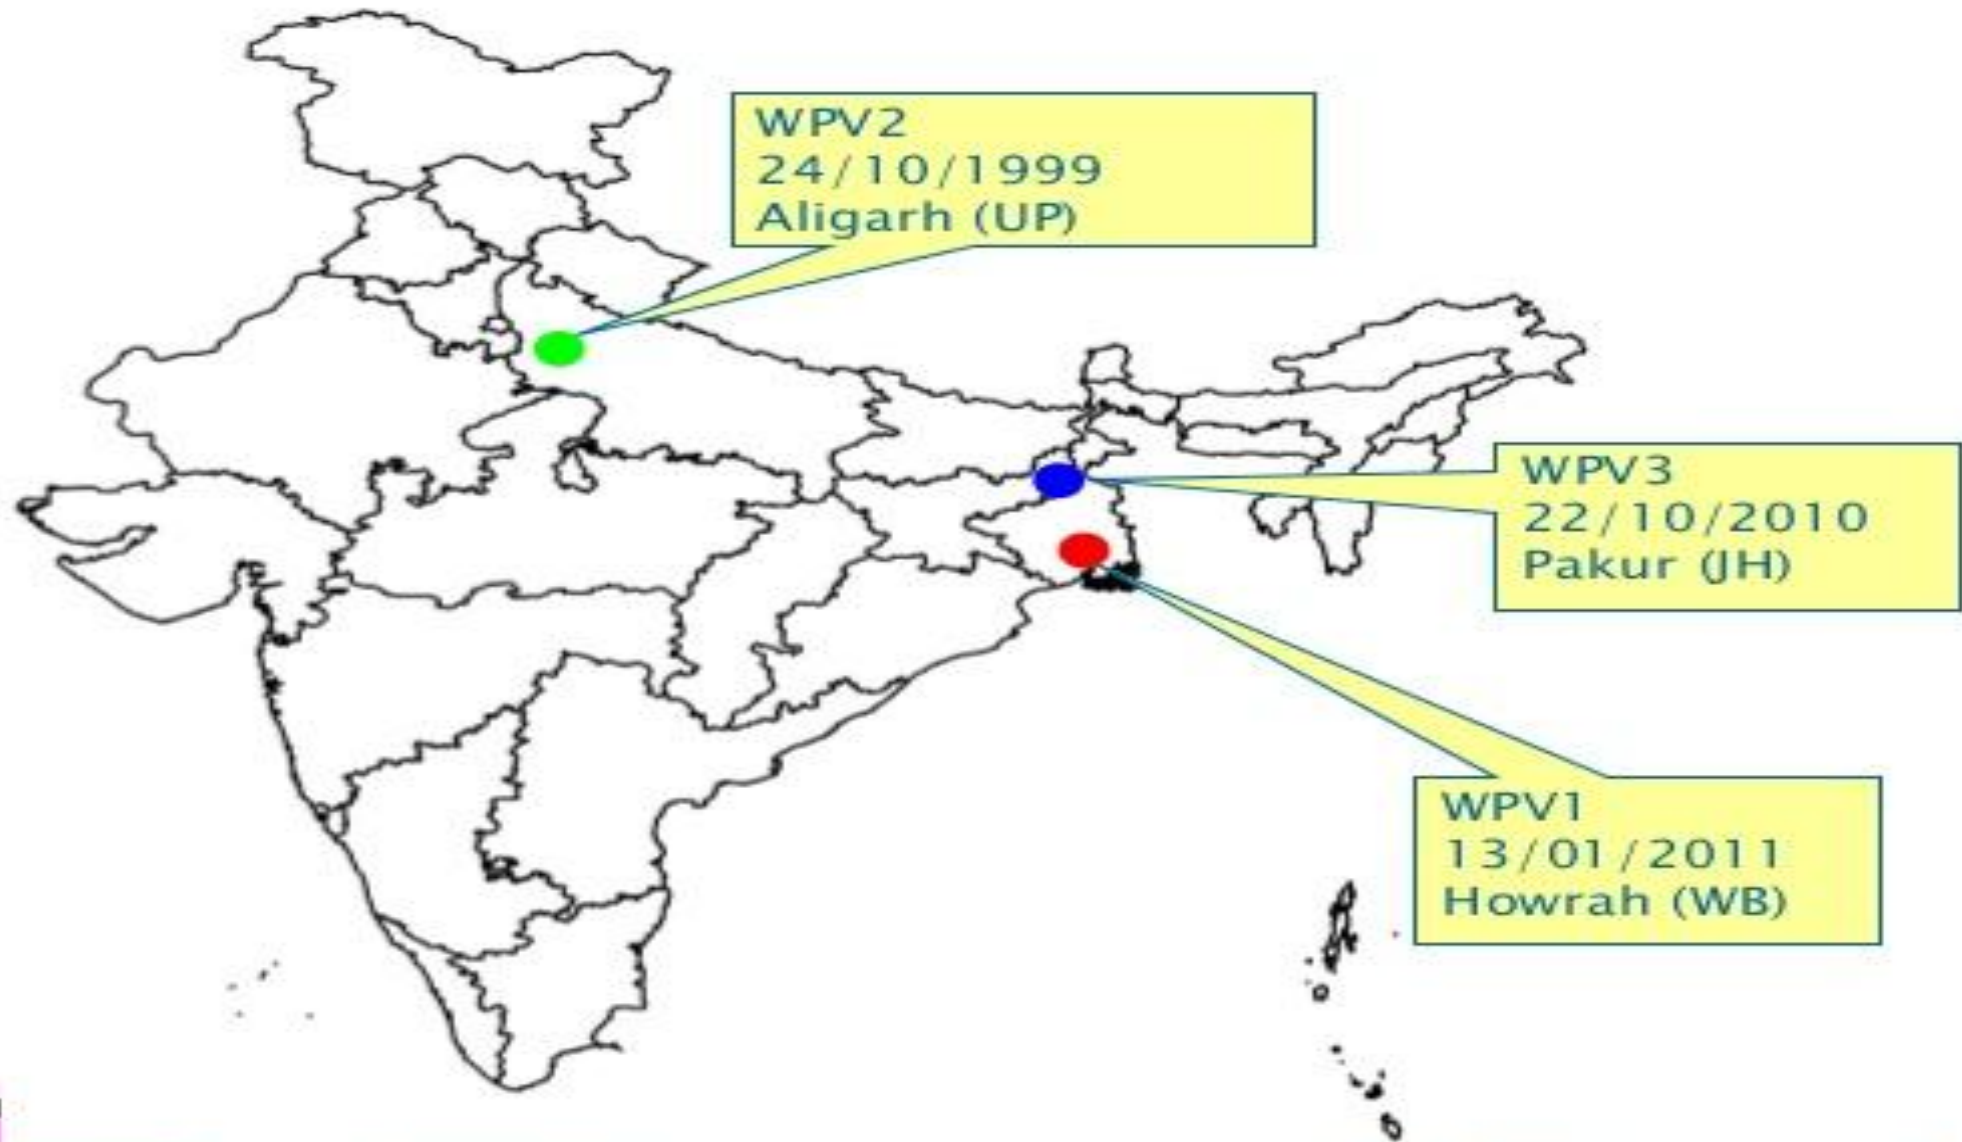 WPV2
24/10/1999
Aligarh (UP)
WPV3
22/10/2010
Pakur (JH)
WPV1
13/01/2011
Howrah (WB)